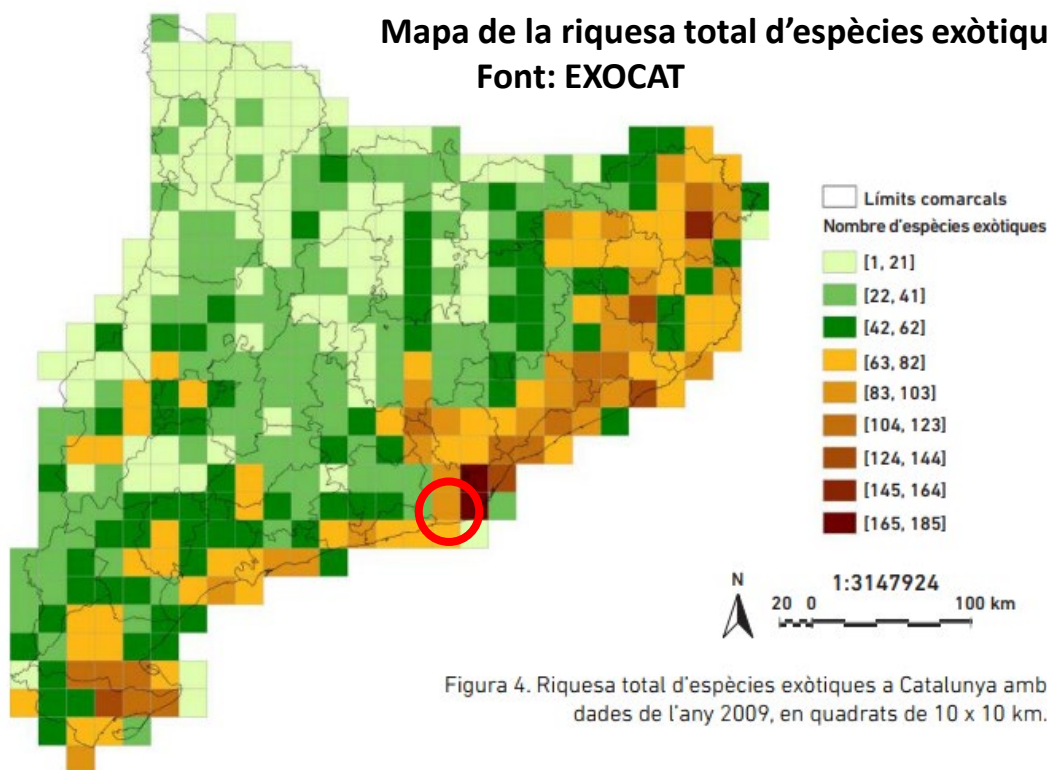 Mapa de la riquesa total d'espècies exòtiqu
Font: EXOCAT
Límits comarcals
Nombre d'espècies exòtiques
[1, 21]
[22, 41]
[42, 62]
[63, 82]
[83, 103]
[104, 123]
[124, 144]
[145, 164]
[165, 185]
N
1:3147924
20 0 100 km
Figura 4. Riquesa total d'espècies exòtiques a Catalunya amb
dades de l'any 2009, en quadrats de 10 x 10 km.